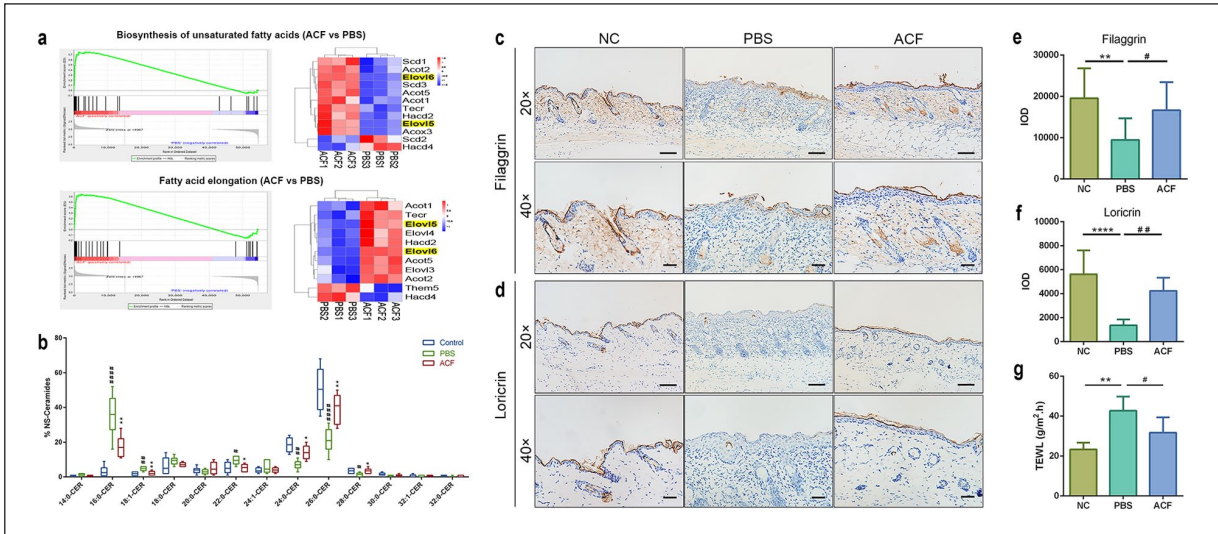 a
Biosynthesis of unsaturated fatty acids (ACF vs PBS)
Scd1
Acot2
Elovl6
Scd3
Acot5
Acot1
Tecr
Hacd2
Elovl5
Acox3
Scd2
Hacd4
ACF1
ACF2
ACF3
PBS3
PBS1
PBS2
Fatty acid elongation (ACF vs PBS)
Acot1
Tecr
Elovl5
Elovl4
Hacd2
Elovl6
Acot5
Elovl3
Acot2
Them5
Hacd4
PBS2
PBS1
PBS3
ACF1
ACF2
ACF3
b
% NS-Ceramides
80
60
40
20
0
Control
PBS
ACF
14:0-CER
16:0-CER
18:1-CER
18:0-CER
20:0-CER
22:0-CER
24:1-CER
24:0-CER
26:0-CER
28:0-CER
30:0-CER
32:1-CER
32:0-CER
c
NC
PBS
ACF
Filaggrin
20×
40×
d
Loricrin
20×
40×
e
Filaggrin
IOD
30000
20000
10000
0
**
#
NC
PBS
ACF
f
Loricrin
IOD
10000
8000
6000
4000
2000
0
****
##
NC
PBS
ACF
g
TEWL (g/m².h)
60
40
20
0
**
#
NC
PBS
ACF